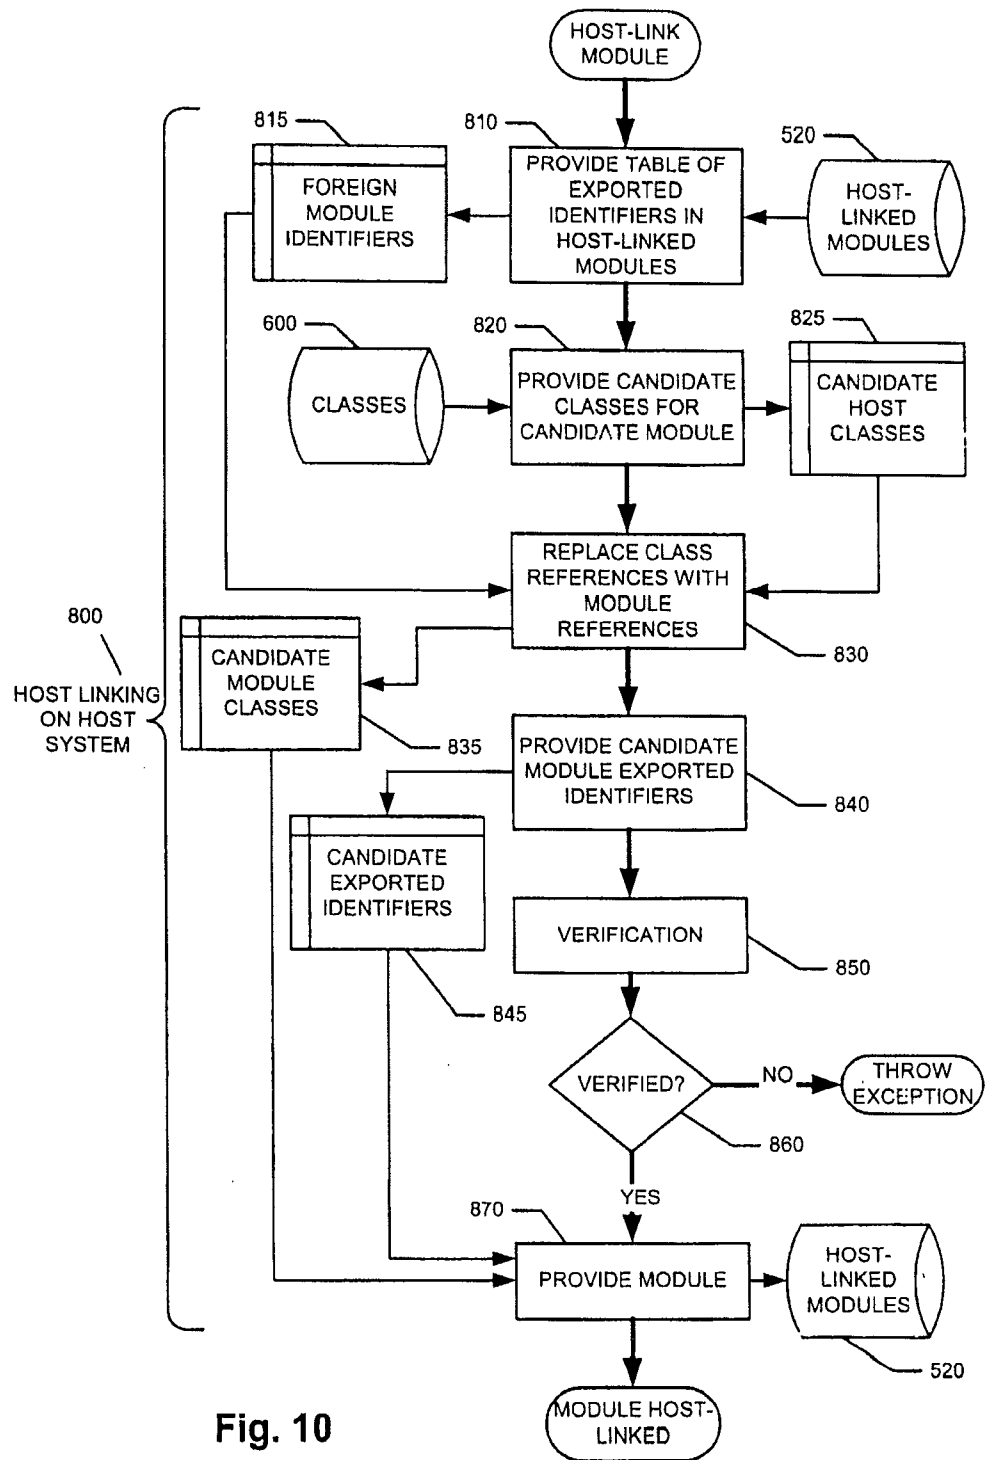 HOST-LINK
MODULE
815
810
520
FOREIGN
MODULE
IDENTIFIERS
PROVIDE TABLE OF
EXPORTED
IDENTIFIERS IN
HOST-LINKED
MODULES
HOST-
LINKED
MODULES
600
820
825
CLASSES
PROVIDE CANDIDATE
CLASSES FOR
CANDIDATE MODULE
CANDIDATE
HOST
CLASSES
REPLACE CLASS
REFERENCES WITH
MODULE
REFERENCES
830
800
HOST LINKING
ON HOST
SYSTEM
CANDIDATE
MODULE
CLASSES
835
PROVIDE CANDIDATE
MODULE EXPORTED
IDENTIFIERS
840
CANDIDATE
EXPORTED
IDENTIFIERS
845
VERIFICATION
850
VERIFIED?
NO
THROW
EXCEPTION
860
YES
870
PROVIDE MODULE
HOST-
LINKED
MODULES
520
MODULE HOST-
LINKED
Fig. 10